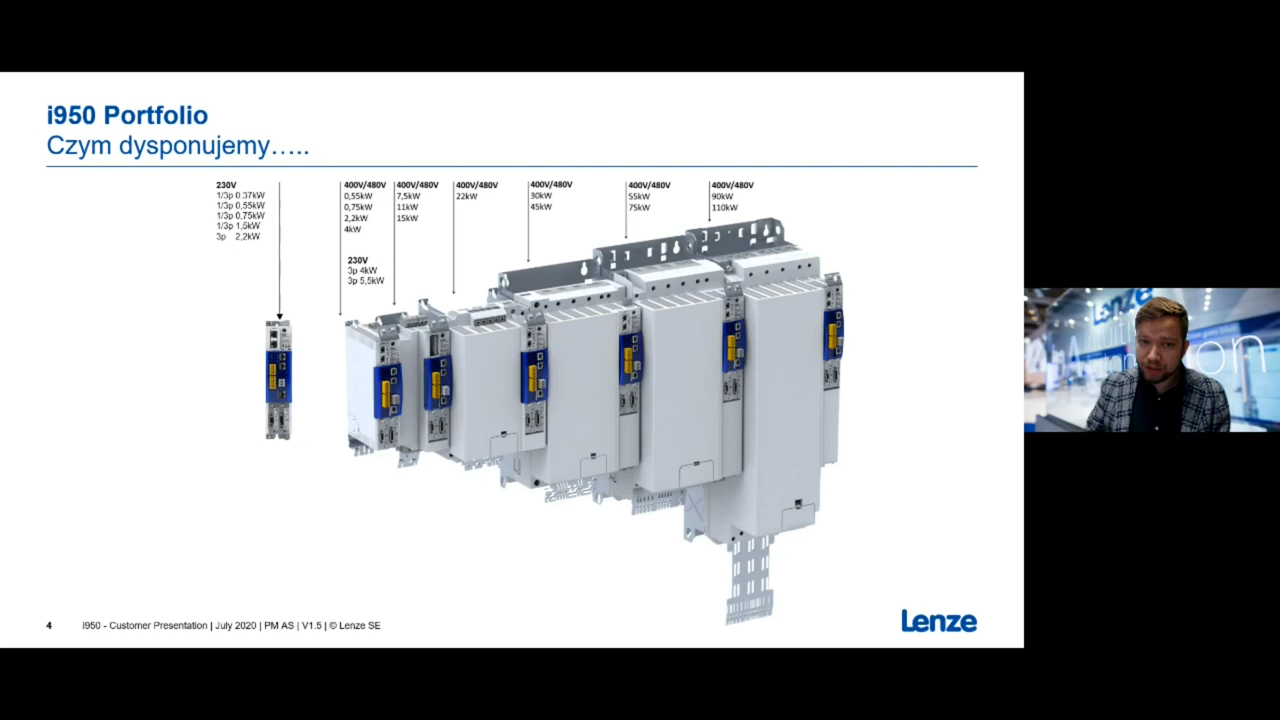 i950 Portfolio
Czym dysponujemy.....
230V
1/3p 0.37kW
1/3p 0,55kW
1/3p 0,75kW
1/3p 1,5kW
3p 2,2kW
400V/480V
0,55kW
0,75kW
2,2kW
4kW
230V
3p 4kW
3p 5,5kW
400V/480V
7,5kW
11kW
15kW
400V/480V
22kW
400V/480V
30kW
45kW
400V/480V
55kW
75kW
400V/480V
90kW
110kW
4
i950 - Customer Presentation | July 2020 | PM AS | V1.5 | © Lenze SE
Lenze
Lenze